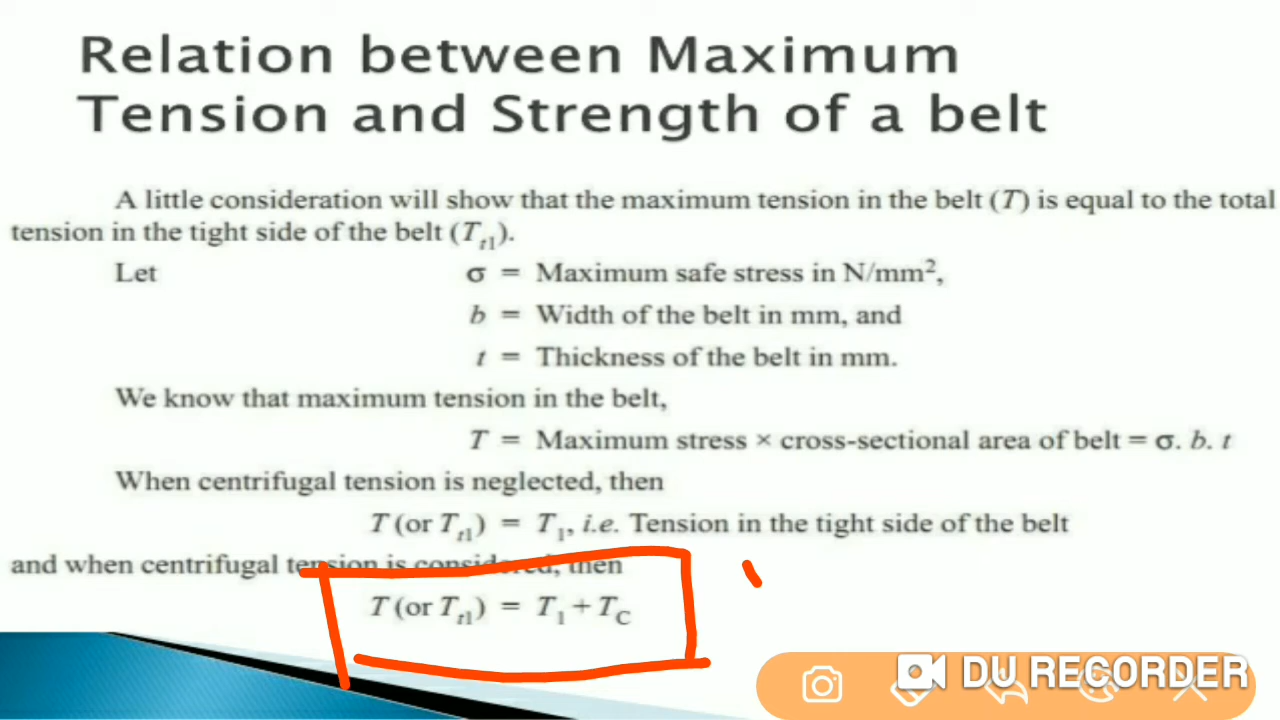 Relation between Maximum
Tension and Strength of a belt
A little consideration will show that the maximum tension in the belt (T) is equal to the total
tension in the tight side of the belt (Tt1).
Let σ = Maximum safe stress in N/mm²,
b = Width of the belt in mm, and
t = Thickness of the belt in mm.
We know that maximum tension in the belt,
T = Maximum stress × cross-sectional area of belt = σ. b. t
When centrifugal tension is neglected, then
T (or Tt1) = T1, i.e. Tension in the tight side of the belt
and when centrifugal tension is considered, then
T (or Tt1) = T1 + TC
DU RECORDER